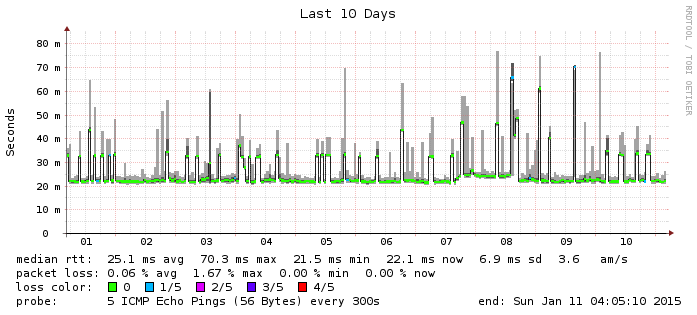 Last 10 Days
RRDTOOL / TOBI OETIKER
Seconds
80 m
70 m
60 m
50 m
40 m
30 m
20 m
10 m
0
01 02 03 04 05 06 07 08 09 10
median rtt: 25.1 ms avg 70.3 ms max 21.5 ms min 22.1 ms now 6.9 ms sd 3.6 am/s
packet loss: 0.06 % avg 1.67 % max 0.00 % min 0.00 % now
loss color: 0 1/5 2/5 3/5 4/5
probe: 5 ICMP Echo Pings (56 Bytes) every 300s end: Sun Jan 11 04:05:10 2015